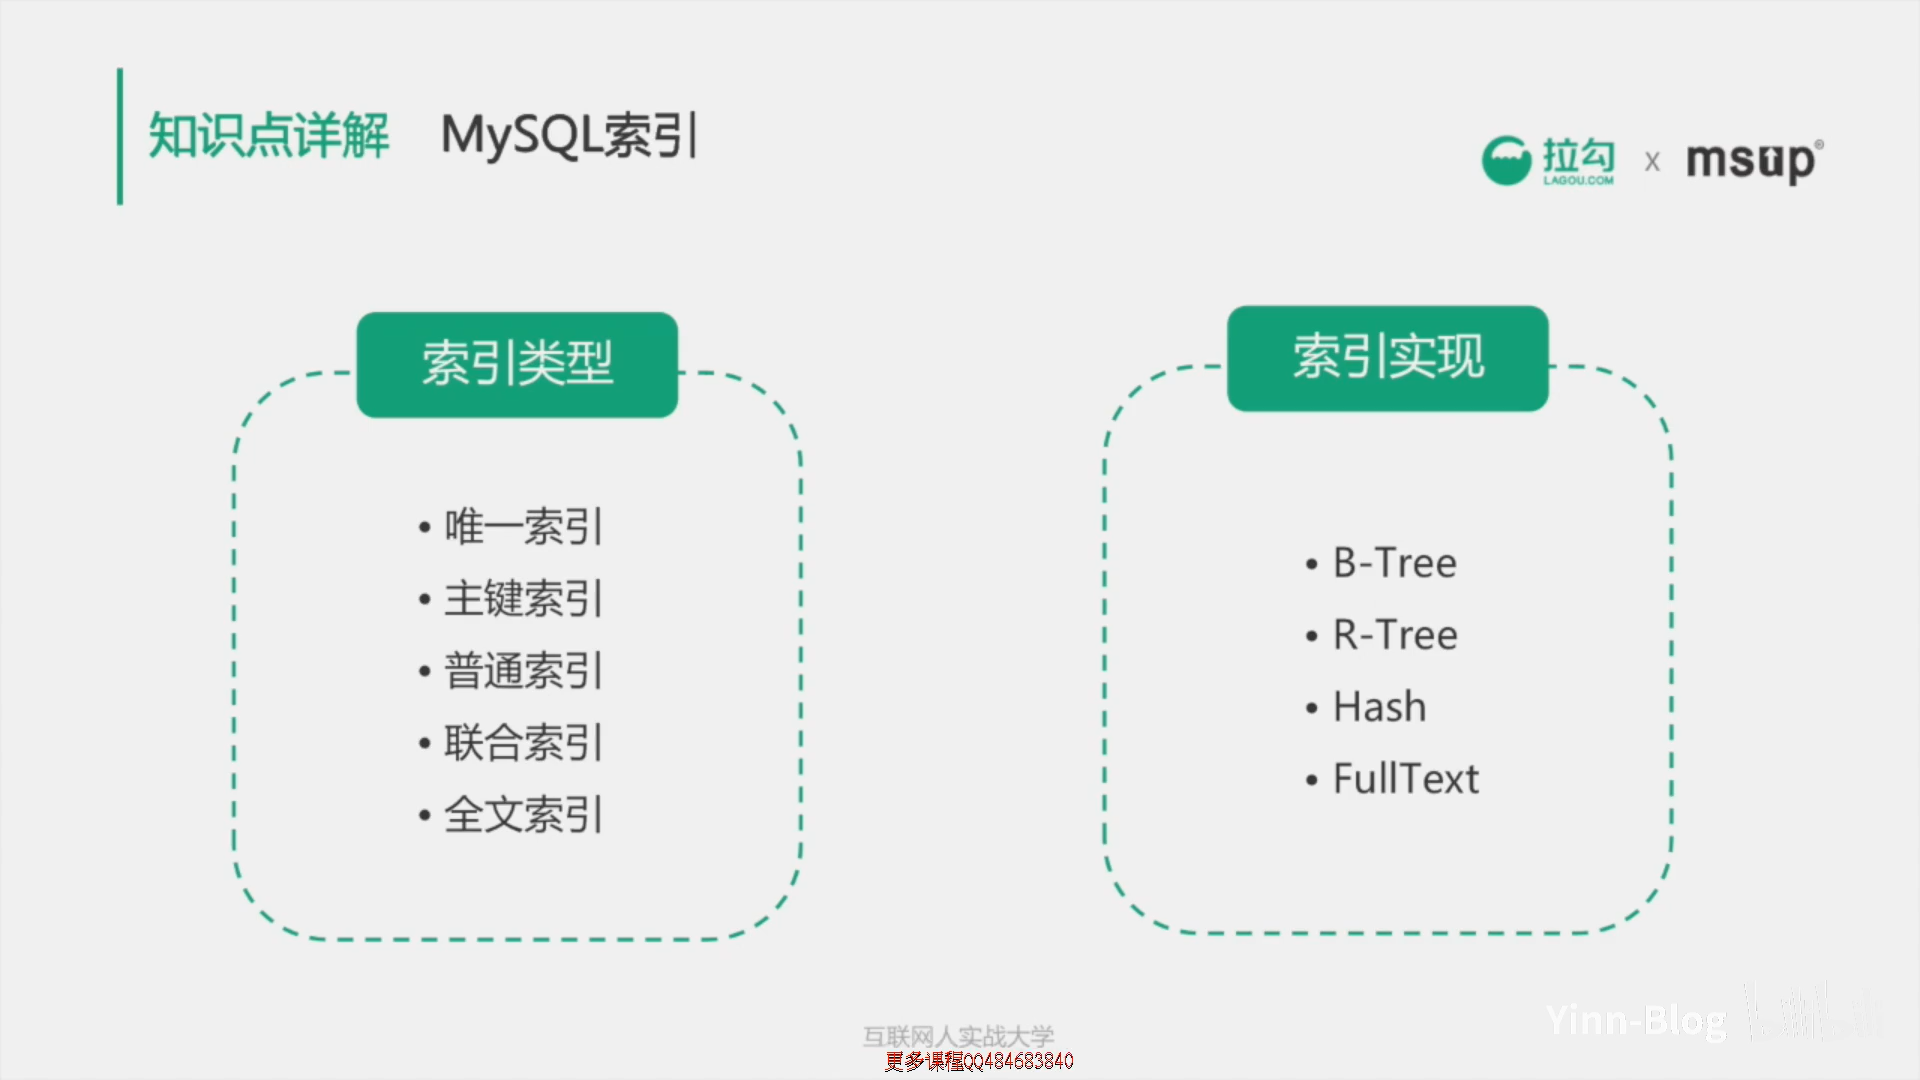 知识点详解 MySQL索引
拉勾
LAGOU.COM
x
msup®
索引类型
• 唯一索引
• 主键索引
• 普通索引
• 联合索引
• 全文索引
索引实现
• B-Tree
• R-Tree
• Hash
• FullText
Yinn-Blog
互联网人实战大学
更多课程QQ484683840